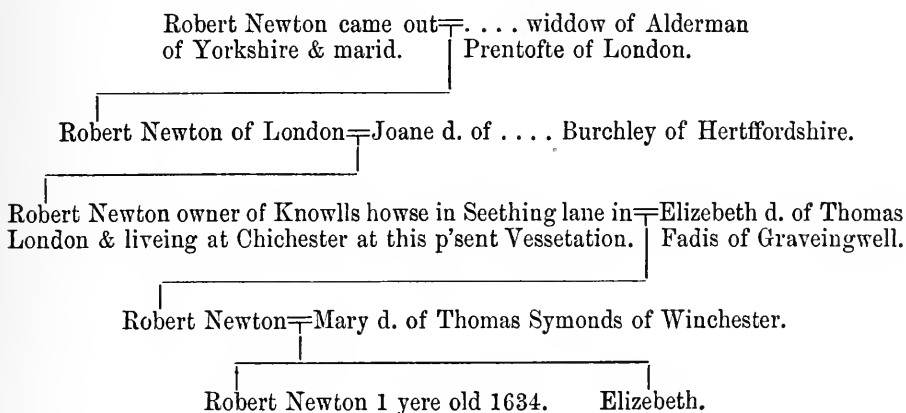 Robert Newton came out=. . . . widdow of Alderman
of Yorkshire & marid. Prentofte of London.
Robert Newton of London=Joane d. of . . . . Burchley of Hertffordshire.
Robert Newton owner of Knowlls howse in Seething lane in=Elizebeth d. of Thomas
London & liveing at Chichester at this p'sent Vessetation. Fadis of Graveingwell.
Robert Newton=Mary d. of Thomas Symonds of Winchester.
Robert Newton 1 yere old 1634. Elizebeth.